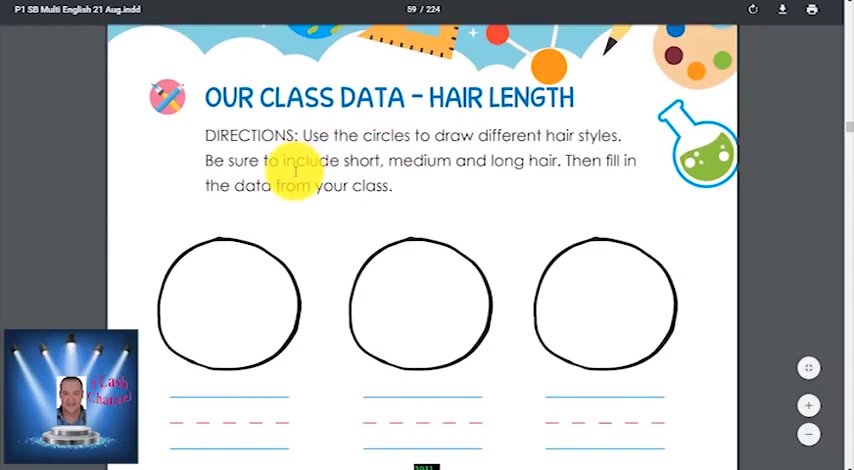 P1 SB Multi English 21 Aug.indd
59 / 224
OUR CLASS DATA - HAIR LENGTH
DIRECTIONS: Use the circles to draw different hair styles.
Be sure to include short, medium and long hair. Then fill in
the data from your class.
fLash
Channel
2021